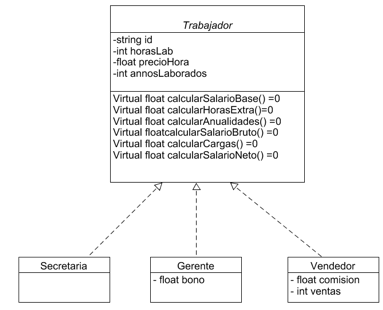 Trabajador
-string id
-int horasLab
-float precioHora
-int annosLaborados
Virtual float calcularSalarioBase() =0
Virtual float calcularHorasExtra()=0
Virtual float calcularAnualidades() =0
Virtual floatcalcularSalarioBruto() =0
Virtual float calcularCargas() =0
Virtual float calcularSalarioNeto() =0
Secretaria
Gerente
- float bono
Vendedor
- float comision
- int ventas